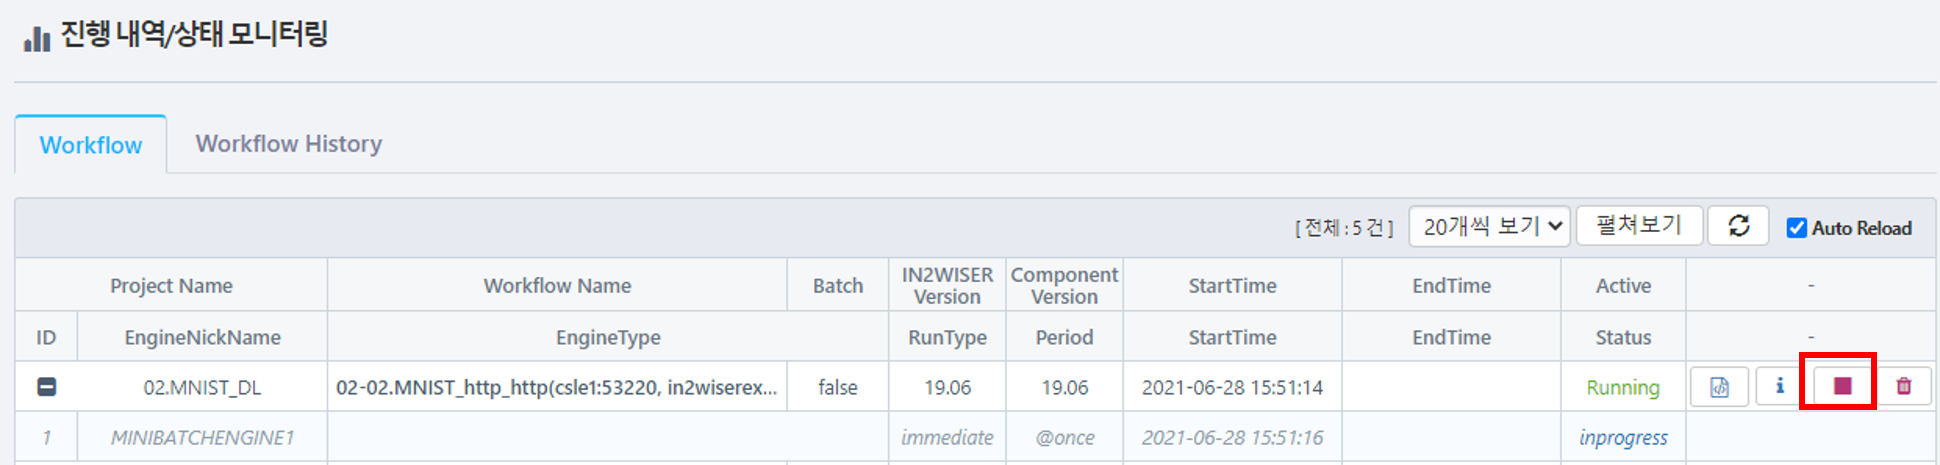 진행 내역/상태 모니터링
Workflow Workflow History
[ 전체 : 5 건 ] 20개씩 보기 펼쳐보기 Auto Reload
Project Name Workflow Name Batch IN2WISER Version Component Version StartTime EndTime Active -
ID EngineNickName EngineType RunType Period StartTime EndTime Status -
02.MNIST_DL 02-02.MNIST_http_http(csle1:53220, in2wiserex... false 19.06 19.06 2021-06-28 15:51:14 Running
1 MINIBATCHENGINE1 immediate @once 2021-06-28 15:51:16 inprogress